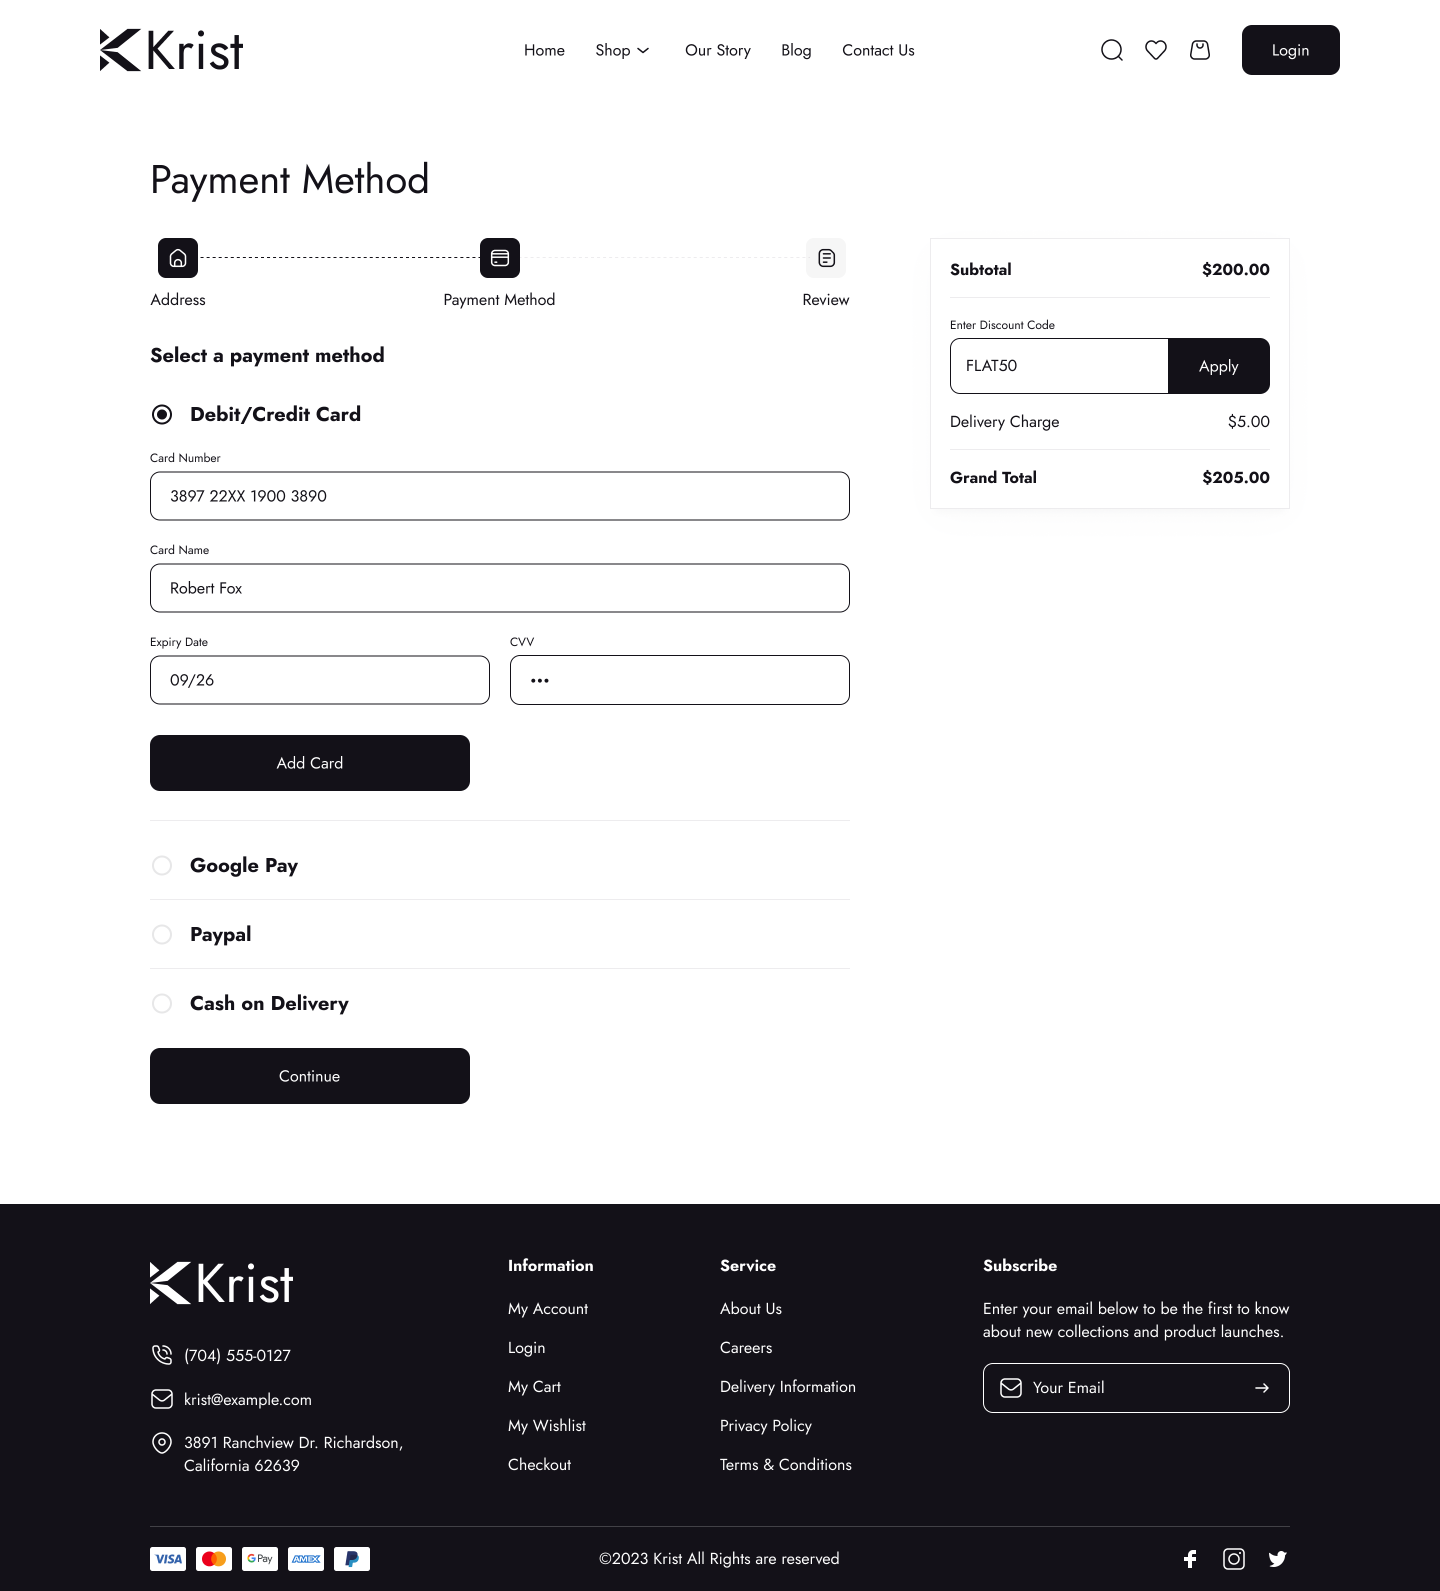 Krist
Home Shop Our Story Blog Contact Us
Login
Payment Method
Address Payment Method Review
Select a payment method
Debit/Credit Card
Card Number
3897 22XX 1900 3890
Card Name
Robert Fox
Expiry Date CVV
09/26 •••
Add Card
Google Pay
Paypal
Cash on Delivery
Continue
Subtotal $200.00
Enter Discount Code
FLAT50 Apply
Delivery Charge $5.00
Grand Total $205.00
Krist
(704) 555-0127
krist@example.com
3891 Ranchview Dr. Richardson,
California 62639
Information
My Account
Login
My Cart
My Wishlist
Checkout
Service
About Us
Careers
Delivery Information
Privacy Policy
Terms & Conditions
Subscribe
Enter your email below to be the first to know
about new collections and product launches.
Your Email
VISA G Pay AMEX
©2023 Krist All Rights are reserved